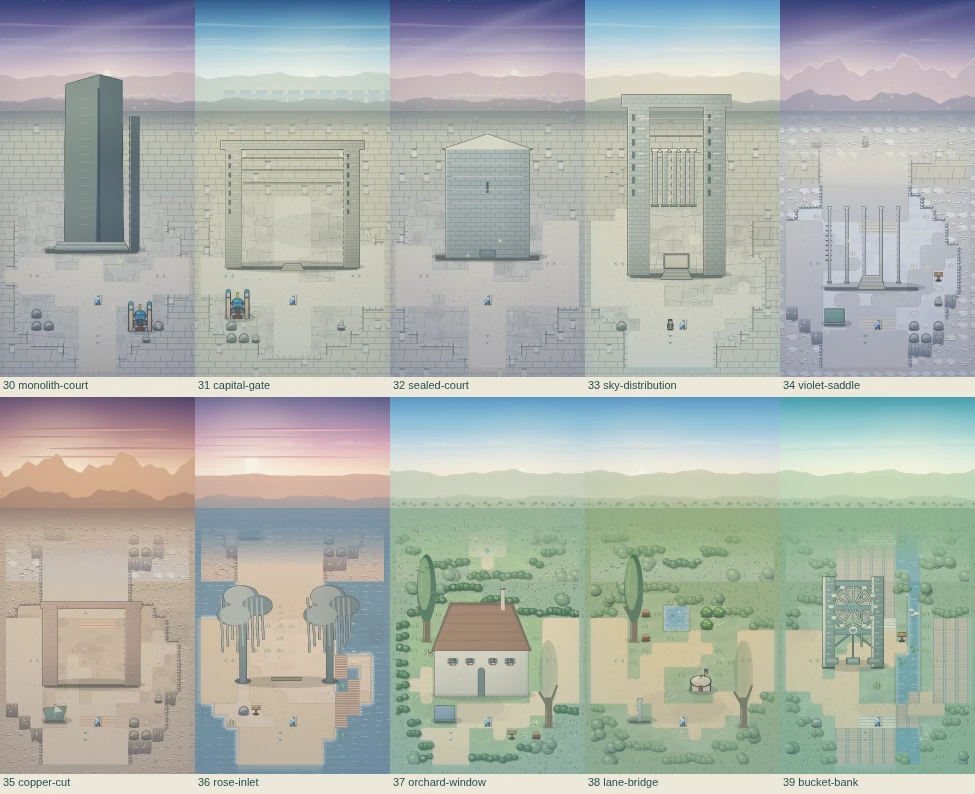 30 monolith-court
31 capital-gate
32 sealed-court
33 sky-distribution
34 violet-saddle
35 copper-cut
36 rose-inlet
37 orchard-window
38 lane-bridge
39 bucket-bank